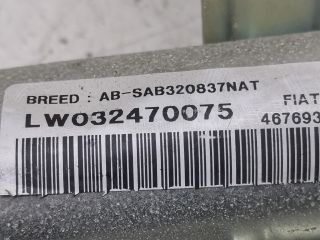 BREED : AB-SAB320837NAT
LW032470075 FIAT
467693